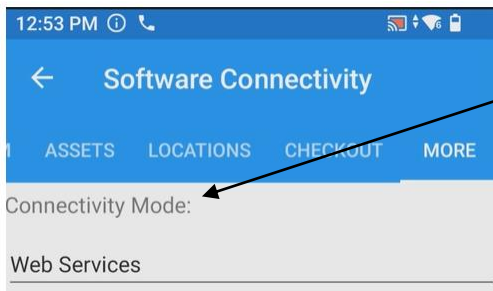 12:53 PM
Software Connectivity
ASSETS LOCATIONS CHECKOUT MORE
Connectivity Mode:
Web Services